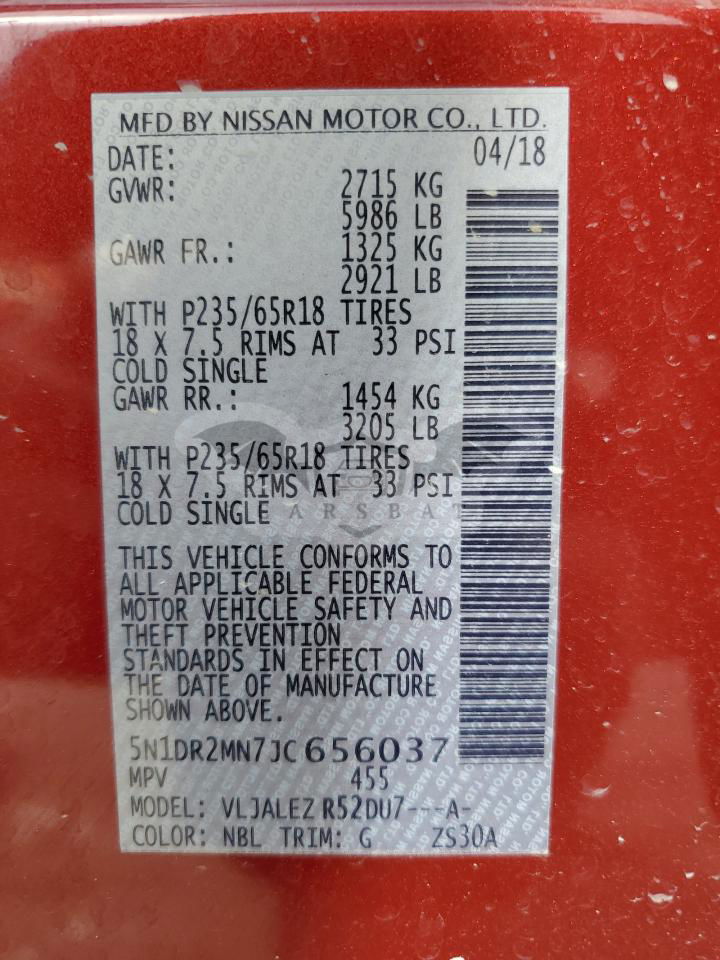 MFD BY NISSAN MOTOR CO., LTD.
DATE: 04/18
GVWR: 2715 KG
5986 LB
GAWR FR.: 1325 KG
2921 LB
WITH P235/65R18 TIRES
18 X 7.5 RIMS AT 33 PSI
COLD SINGLE
GAWR RR.: 1454 KG
3205 LB
WITH P235/65R18 TIRES
18 X 7.5 RIMS AT 33 PSI
COLD SINGLE
THIS VEHICLE CONFORMS TO
ALL APPLICABLE FEDERAL
MOTOR VEHICLE SAFETY AND
THEFT PREVENTION
STANDARDS IN EFFECT ON
THE DATE OF MANUFACTURE
SHOWN ABOVE.
5N1DR2MN7JC656037
MPV 455
MODEL: VLJALEZ R52DU7---A-
COLOR: NBL TRIM: G ZS30A